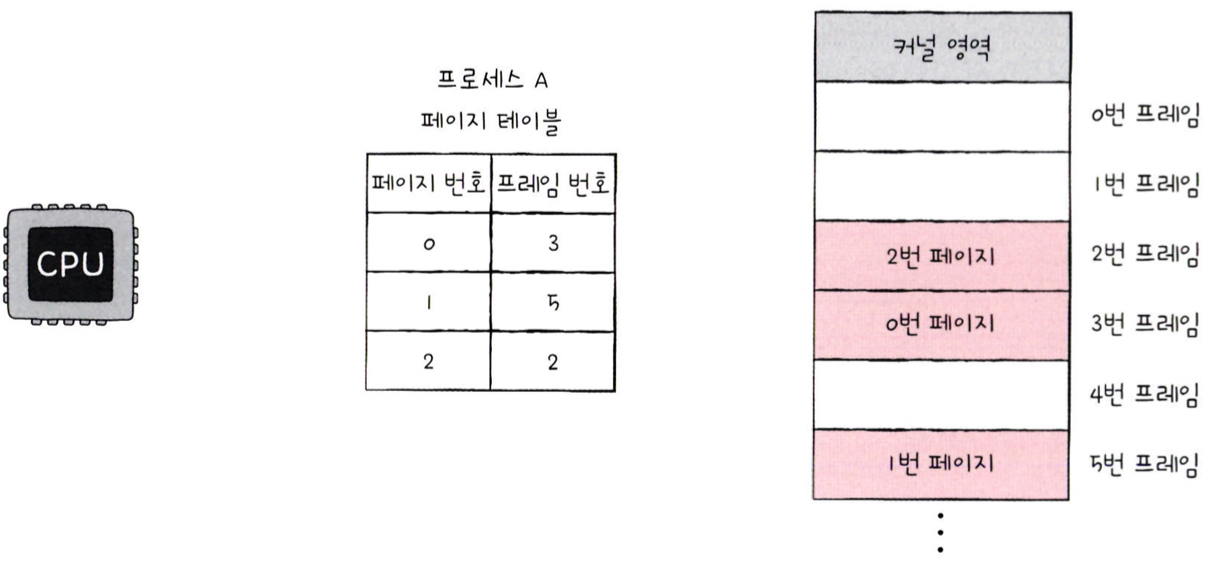 CPU
프로세스 A
페이지 테이블
페이지 번호 프레임 번호
0 3
1 5
2 2
커널 영역
0번 프레임
1번 프레임
2번 페이지 2번 프레임
0번 페이지 3번 프레임
4번 프레임
1번 페이지 5번 프레임